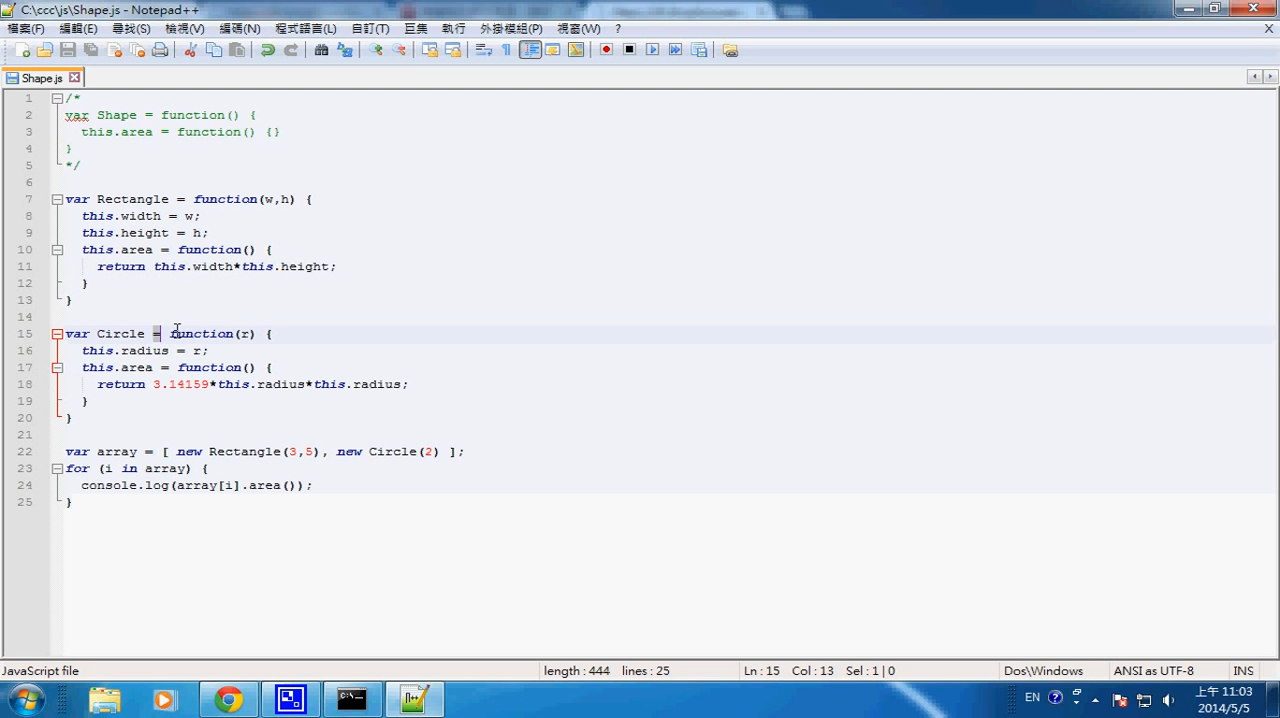 C:\ccc\js\Shape.js - Notepad++
檔案(F) 編輯(E) 尋找(S) 檢視(V) 編碼(N) 程式語言(L) 自訂(T) 巨集 執行 外掛模組(P) 視窗(W) ? X
Shape.js
1 /*
2 var Shape = function() {
3 this.area = function() {}
4 }
5 */
6
7 var Rectangle = function(w,h) {
8 this.width = w;
9 this.height = h;
10 this.area = function() {
11 return this.width*this.height;
12 }
13 }
14
15 var Circle = function(r) {
16 this.radius = r;
17 this.area = function() {
18 return 3.14159*this.radius*this.radius;
19 }
20 }
21
22 var array = [ new Rectangle(3,5), new Circle(2) ];
23 for (i in array) {
24 console.log(array[i].area());
25 }
JavaScript file length : 444 lines : 25 Ln : 15 Col : 13 Sel : 1 | 0 Dos\Windows ANSI as UTF-8 INS
EN 上午 11:03
2014/5/5